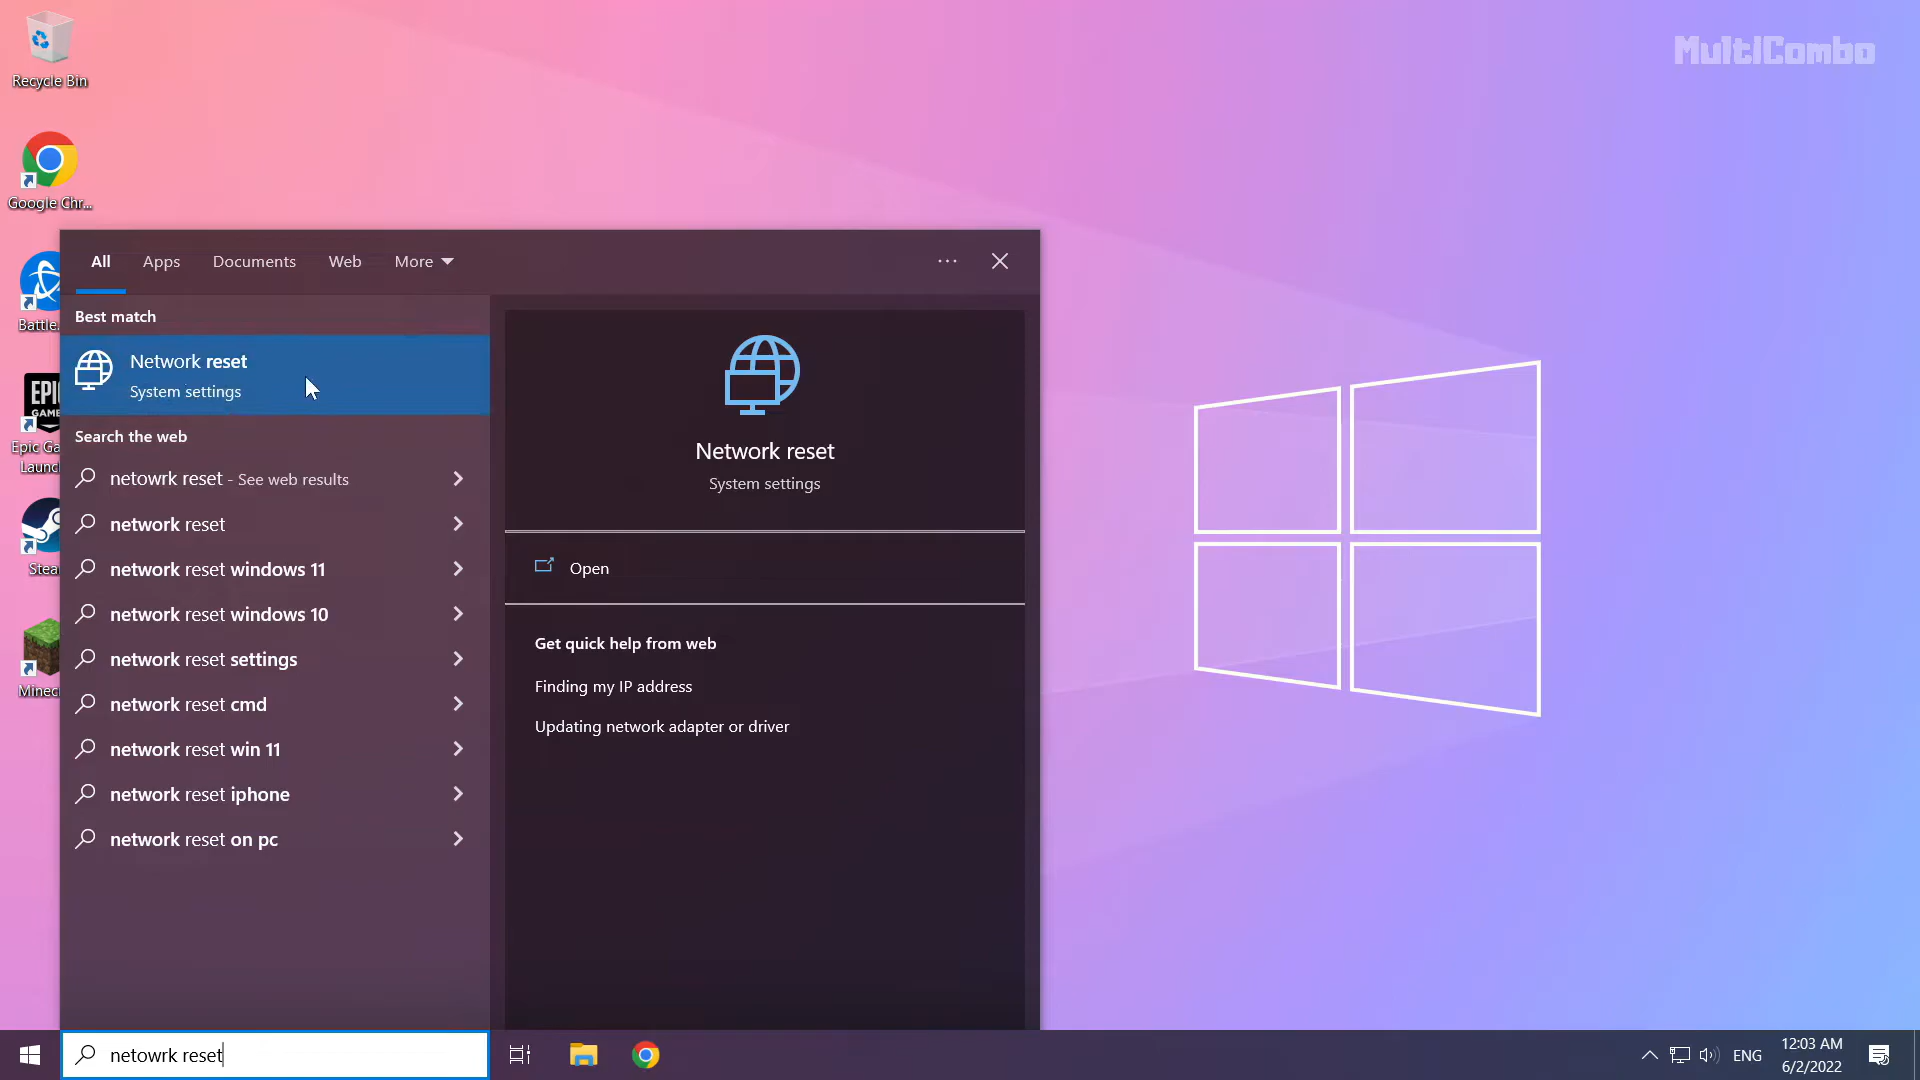 MultiCombo
Recycle Bin
Google Chr...
Battle.
EPIC
GAMES
Epic Ga
Launc
Stea
Minec
All
Apps
Documents
Web
More
Best match
Network reset
System settings
Search the web
netowrk reset - See web results
network reset
network reset windows 11
network reset windows 10
network reset settings
network reset cmd
network reset win 11
network reset iphone
network reset on pc
Network reset
System settings
Open
Get quick help from web
Finding my IP address
Updating network adapter or driver
netowrk reset
ENG
12:03 AM
6/2/2022